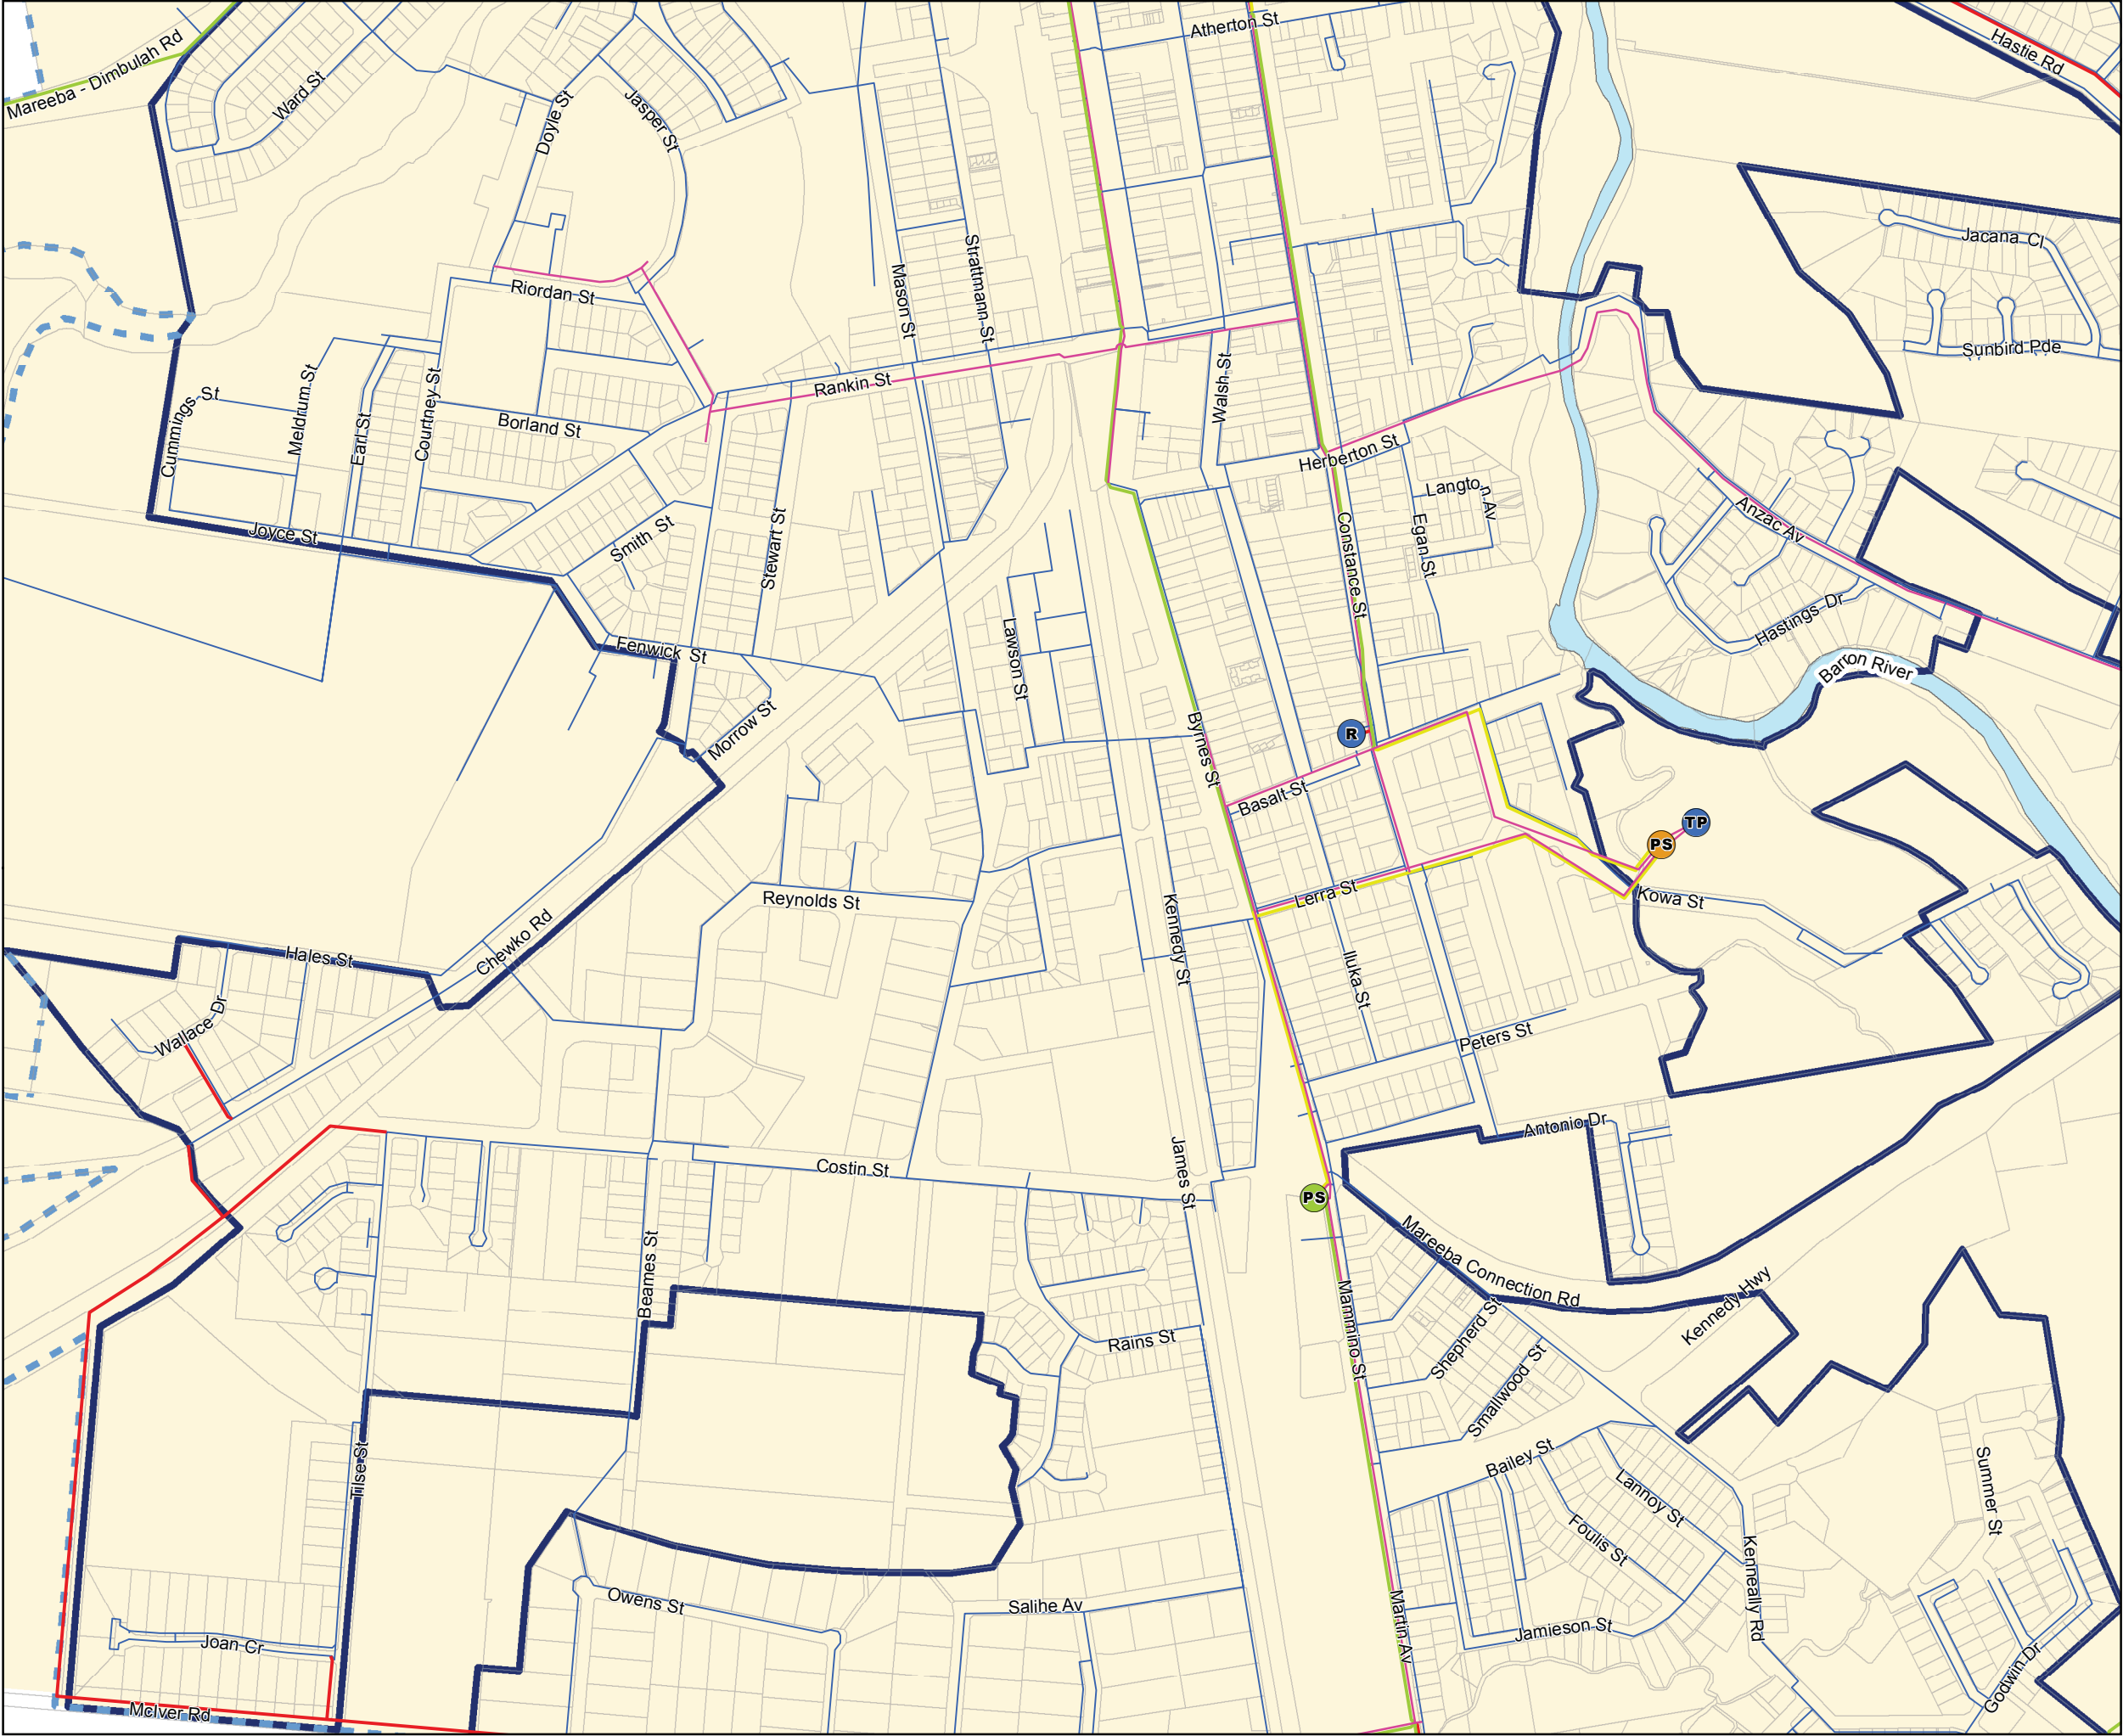 Atherton St
Hastie Rd
Mareeba - Dimbulah Rd
Ward St
Doyle St
Jasper St
Jacana Cl
Strattmann St
Mason St
Riordan St
Sunbird Pde
Rankin St
Walsh St
Cummings St
Meldrum St
Earl St
Courtney St
Borland St
Herberton St
Langton Av
Anzac Av
Joyce St
Smith St
Stewart St
Constance St
Egan St
Hastings Dr
Fenwick St
Lawson St
Barron River
Morrow St
Byrnes St
R
Basalt St
TP
PS
Reynolds St
Lerra St
Kowa St
Chewko Rd
Hales St
Kennedy St
Iluka St
Wallace Dr
Peters St
Antonio Dr
Costin St
James St
PS
Mareeba Connection Rd
Beames St
Kennedy Hwy
Rains St
Mammino St
Shepherd St
Smallwood St
Tilse St
Bailey St
Lannoy St
Summer St
Foulis St
Kenneally Rd
Owens St
Salihe Av
Martin Av
Jamieson St
Joan Cr
Godwin Dr
McIver Rd